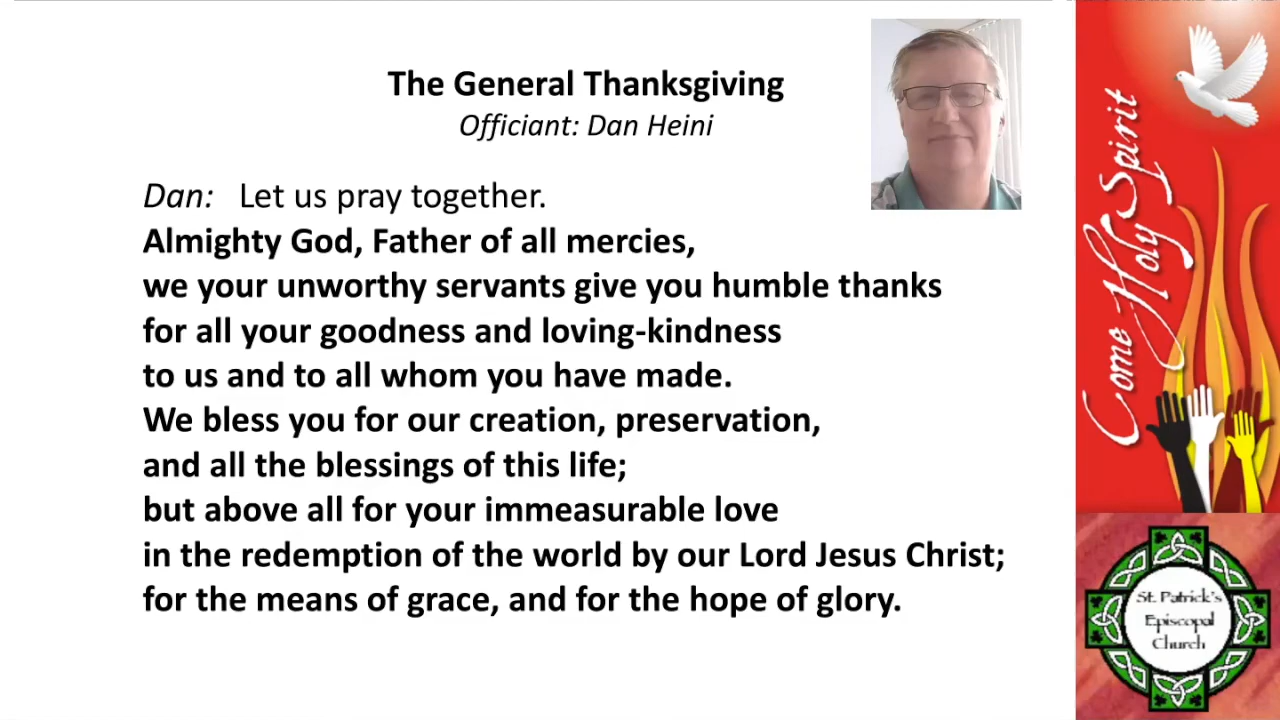 The General Thanksgiving
Officiant: Dan Heini
Dan: Let us pray together.
Almighty God, Father of all mercies,
we your unworthy servants give you humble thanks
for all your goodness and loving-kindness
to us and to all whom you have made.
We bless you for our creation, preservation,
and all the blessings of this life;
but above all for your immeasurable love
in the redemption of the world by our Lord Jesus Christ;
for the means of grace, and for the hope of glory.
Come Holy Spirit
St. Patrick's
Episcopal
Church